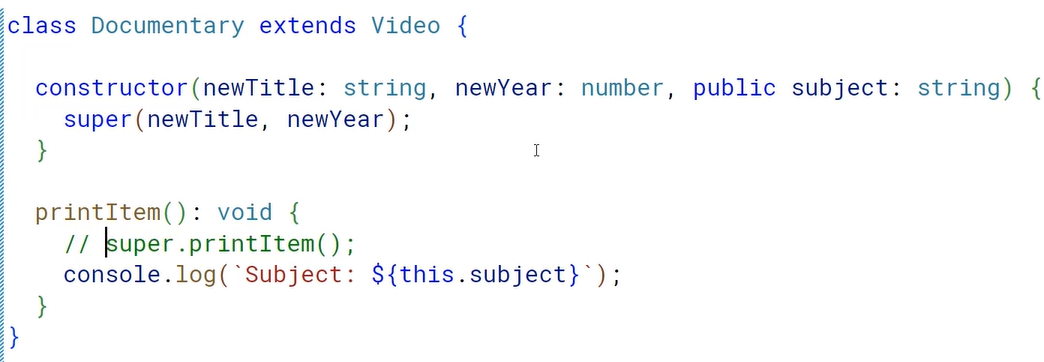 class Documentary extends Video {
constructor(newTitle: string, newYear: number, public subject: string) {
super(newTitle, newYear);
}
printItem(): void {
// super.printItem();
console.log(`Subject: ${this.subject}`);
}
}